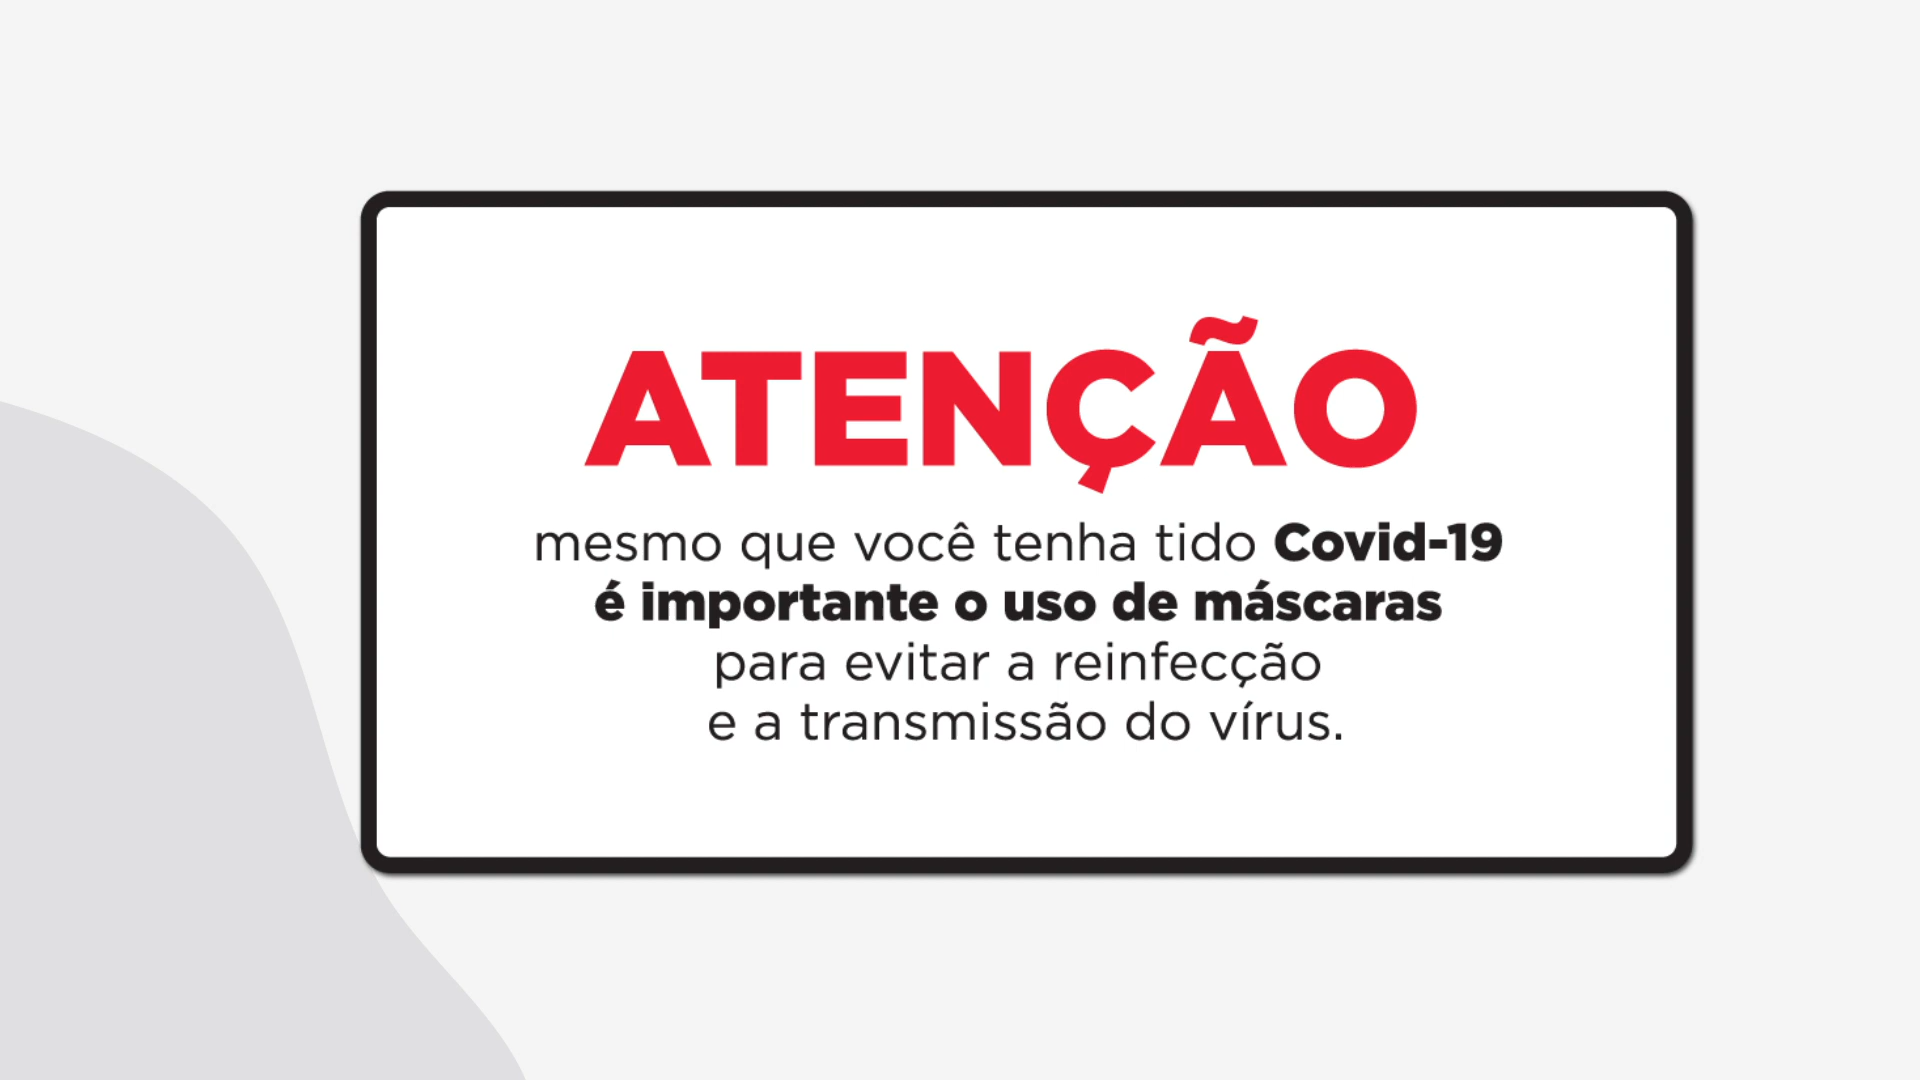 ATENÇÃO
mesmo que você tenha tido Covid-19
é importante o uso de máscaras
para evitar a reinfecção
e a transmissão do vírus.